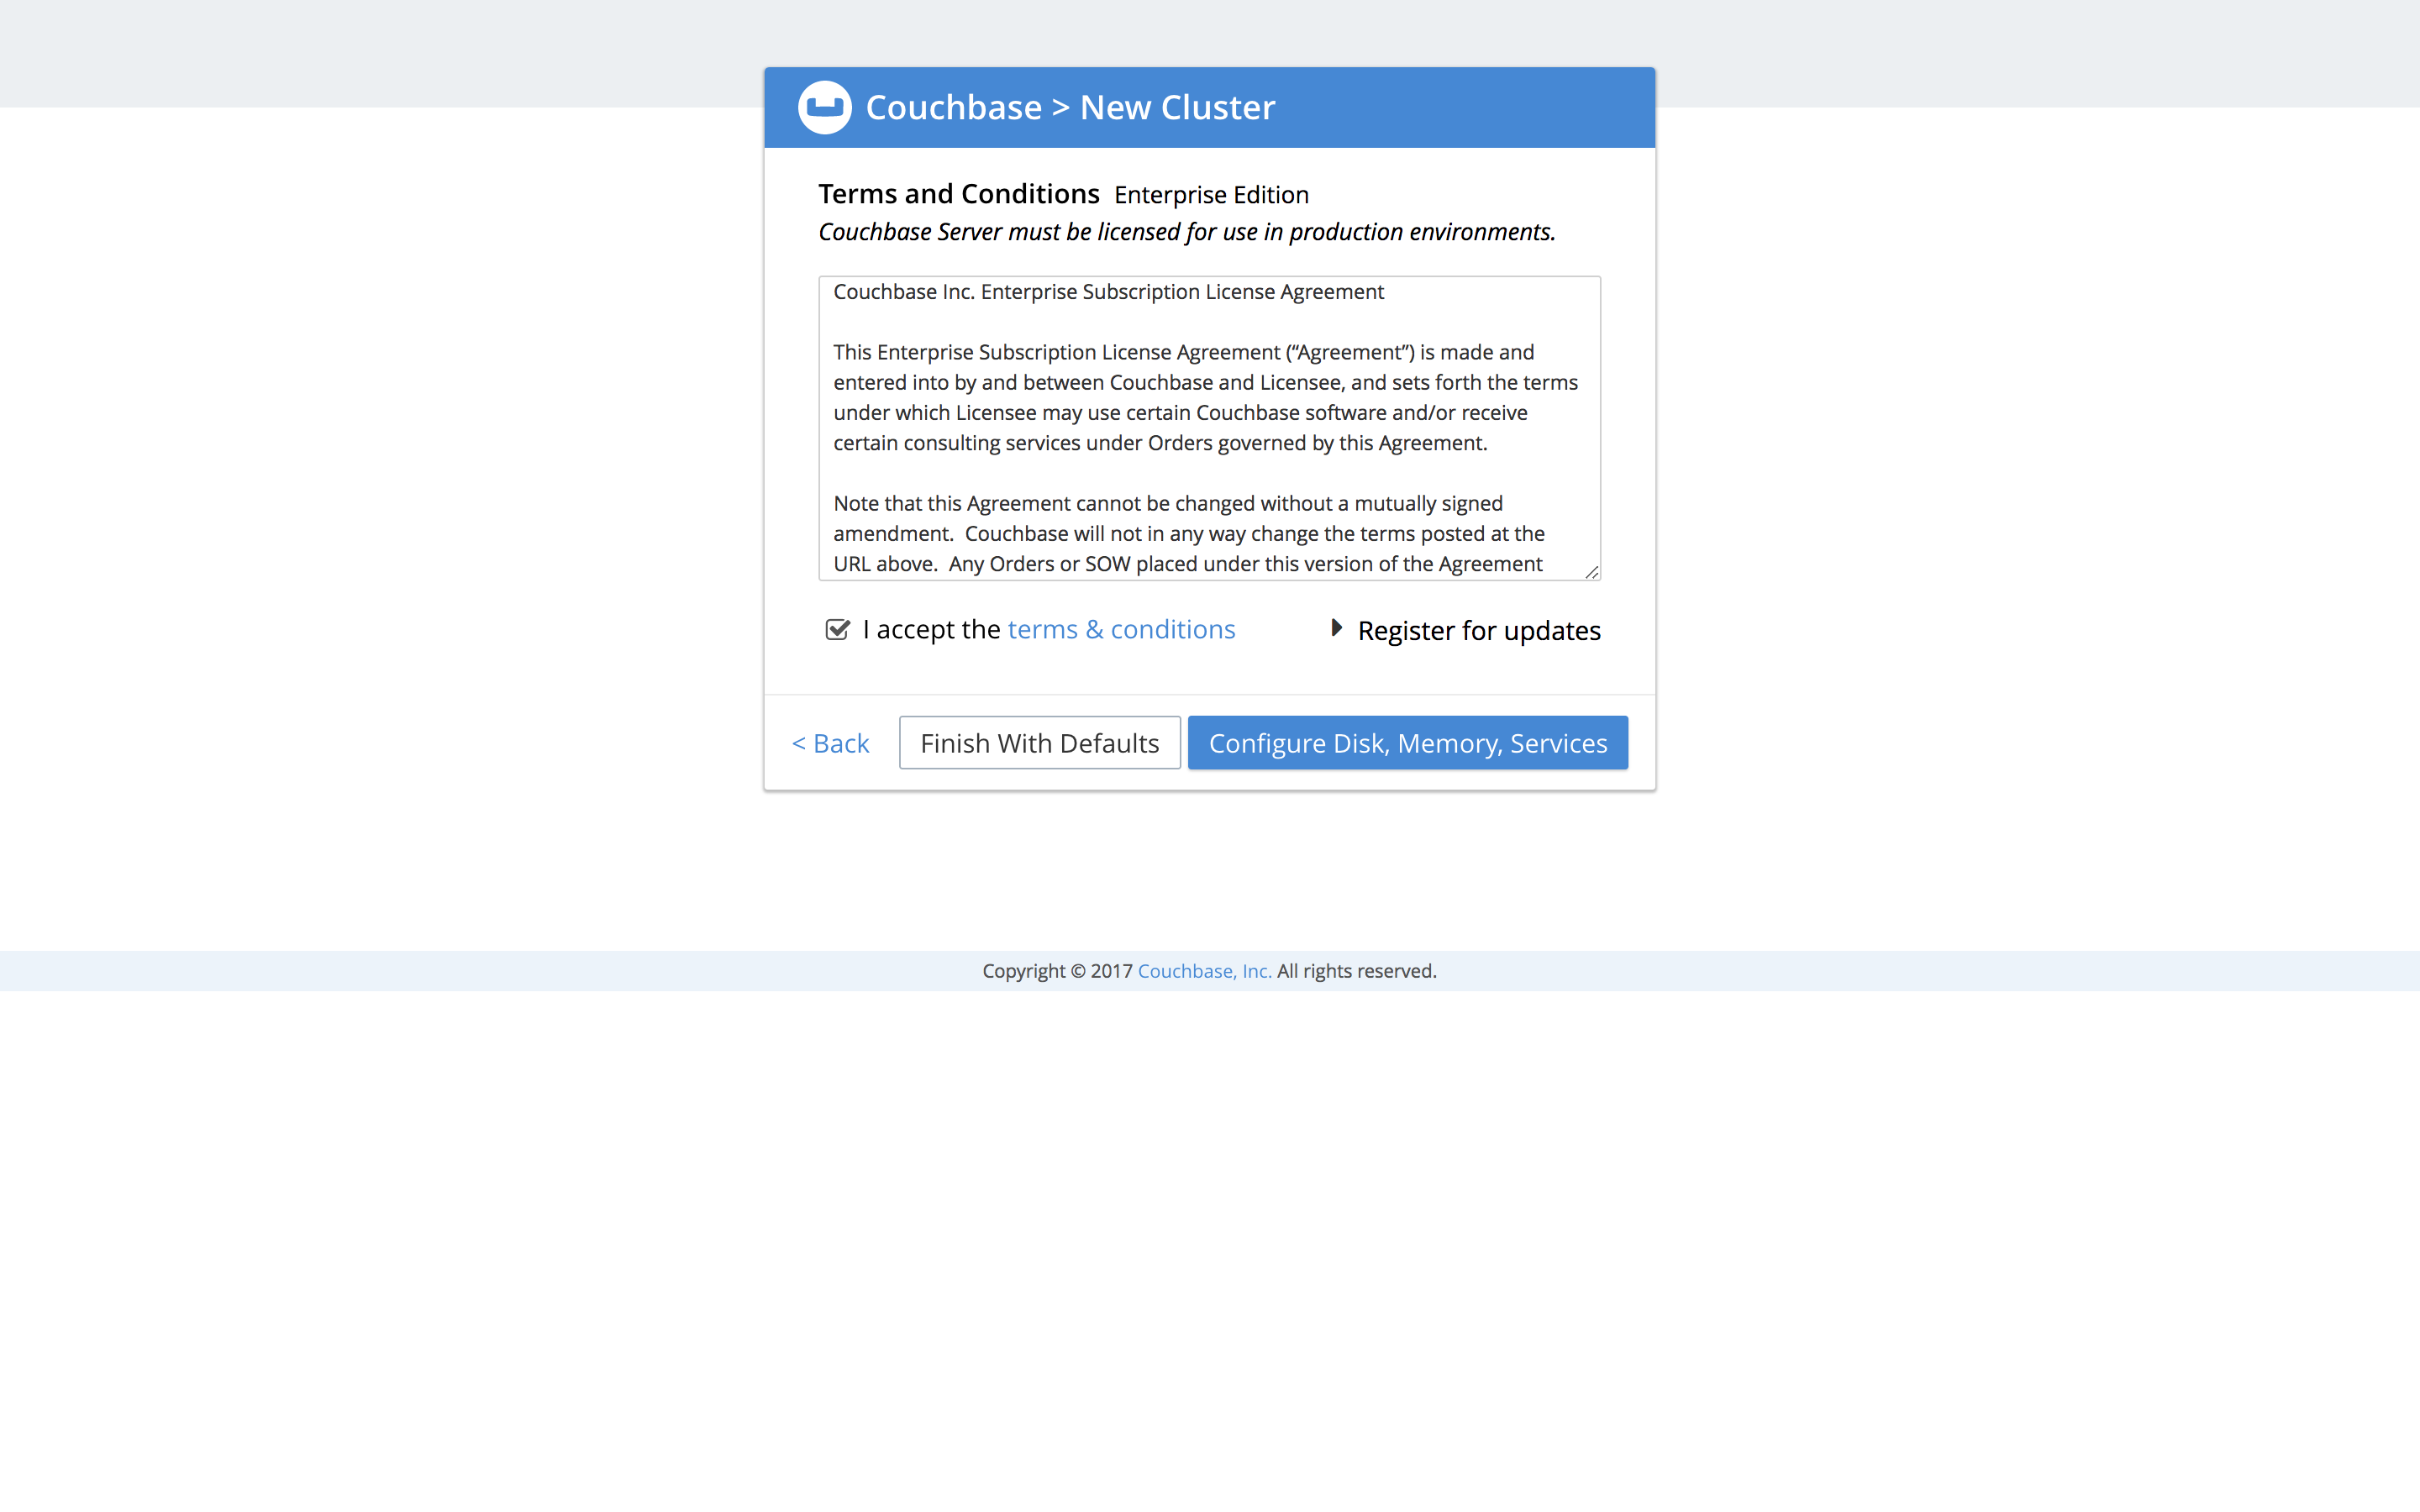 Couchbase > New Cluster
Terms and Conditions Enterprise Edition
Couchbase Server must be licensed for use in production environments.
Couchbase Inc. Enterprise Subscription License Agreement
This Enterprise Subscription License Agreement (“Agreement”) is made and
entered into by and between Couchbase and Licensee, and sets forth the terms
under which Licensee may use certain Couchbase software and/or receive
certain consulting services under Orders governed by this Agreement.
Note that this Agreement cannot be changed without a mutually signed
amendment.  Couchbase will not in any way change the terms posted at the
URL above.  Any Orders or SOW placed under this version of the Agreement
I accept the terms & conditions
Register for updates
< Back
Finish With Defaults
Configure Disk, Memory, Services
Copyright © 2017 Couchbase, Inc. All rights reserved.